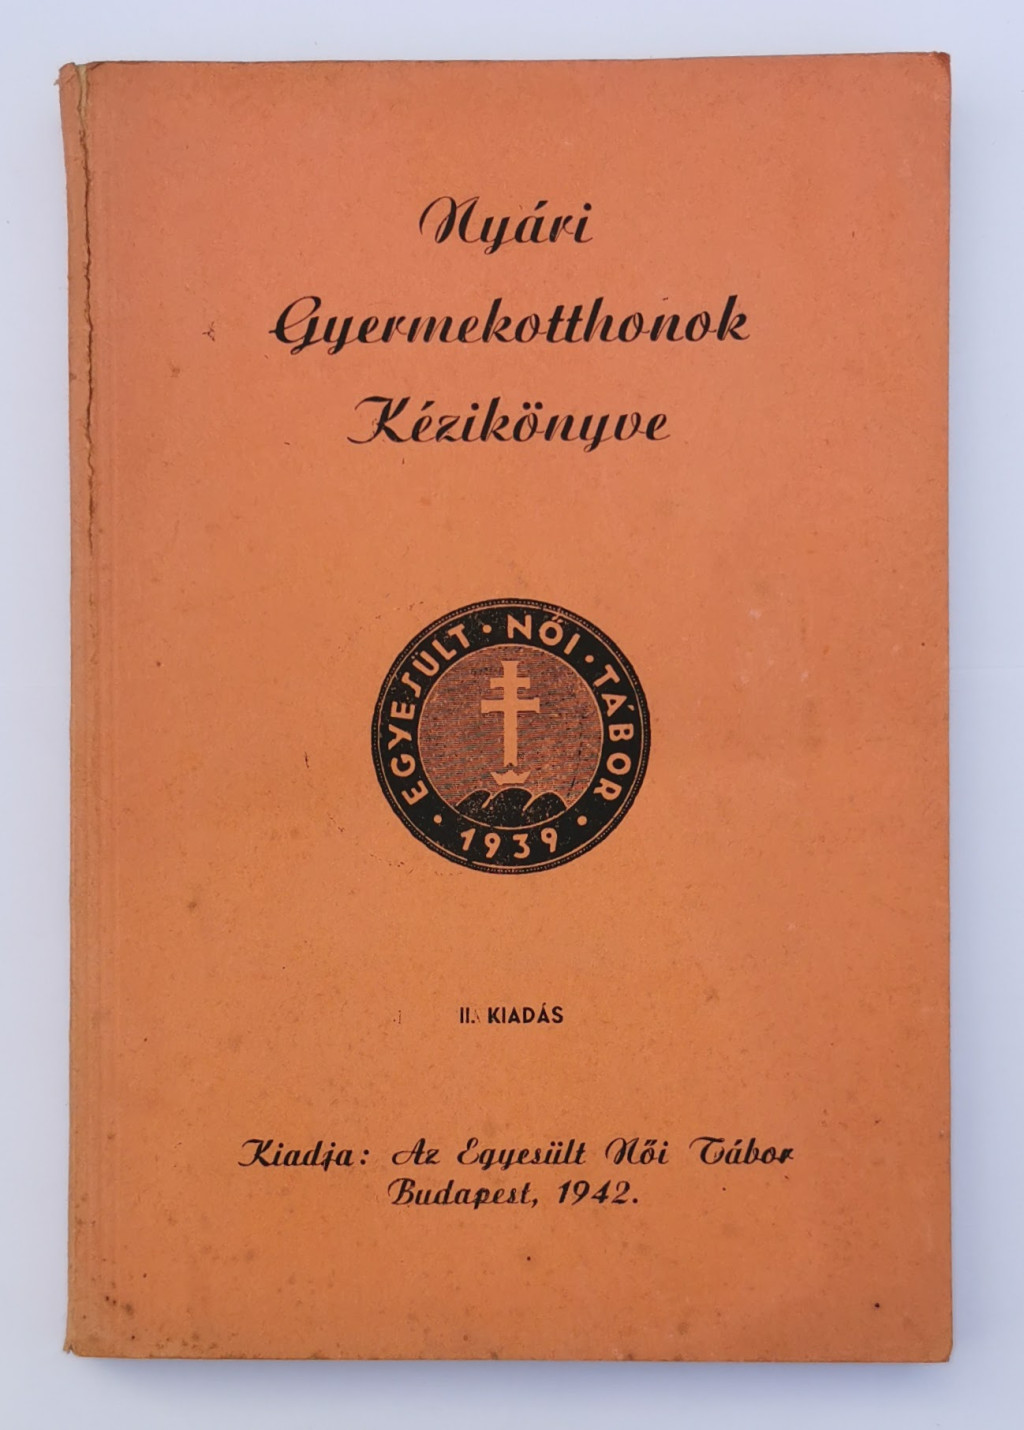 Nyári
Gyermekotthonok
Kézikönyve
EGYESÜLT · NŐI · TÁBOR
· 1939 ·
II. KIADÁS
Kiadja: Az Egyesült Női Tábor
Budapest, 1942.